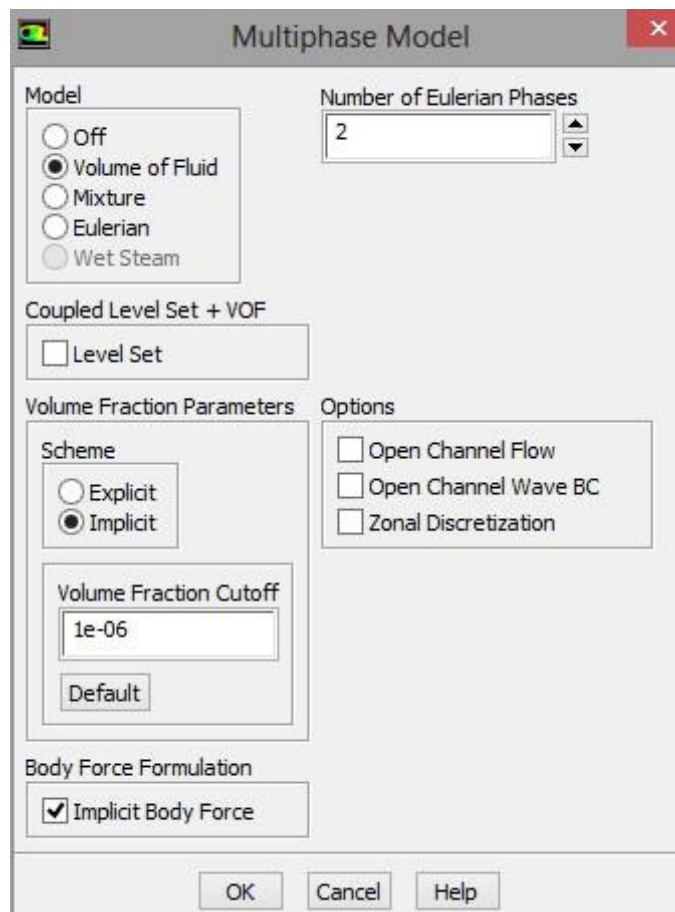 Multiphase Model
Model
Off
Volume of Fluid
Mixture
Eulerian
Wet Steam
Number of Eulerian Phases
2
Coupled Level Set + VOF
Level Set
Volume Fraction Parameters
Scheme
Explicit
Implicit
Volume Fraction Cutoff
1e-06
Default
Options
Open Channel Flow
Open Channel Wave BC
Zonal Discretization
Body Force Formulation
Implicit Body Force
OK Cancel Help